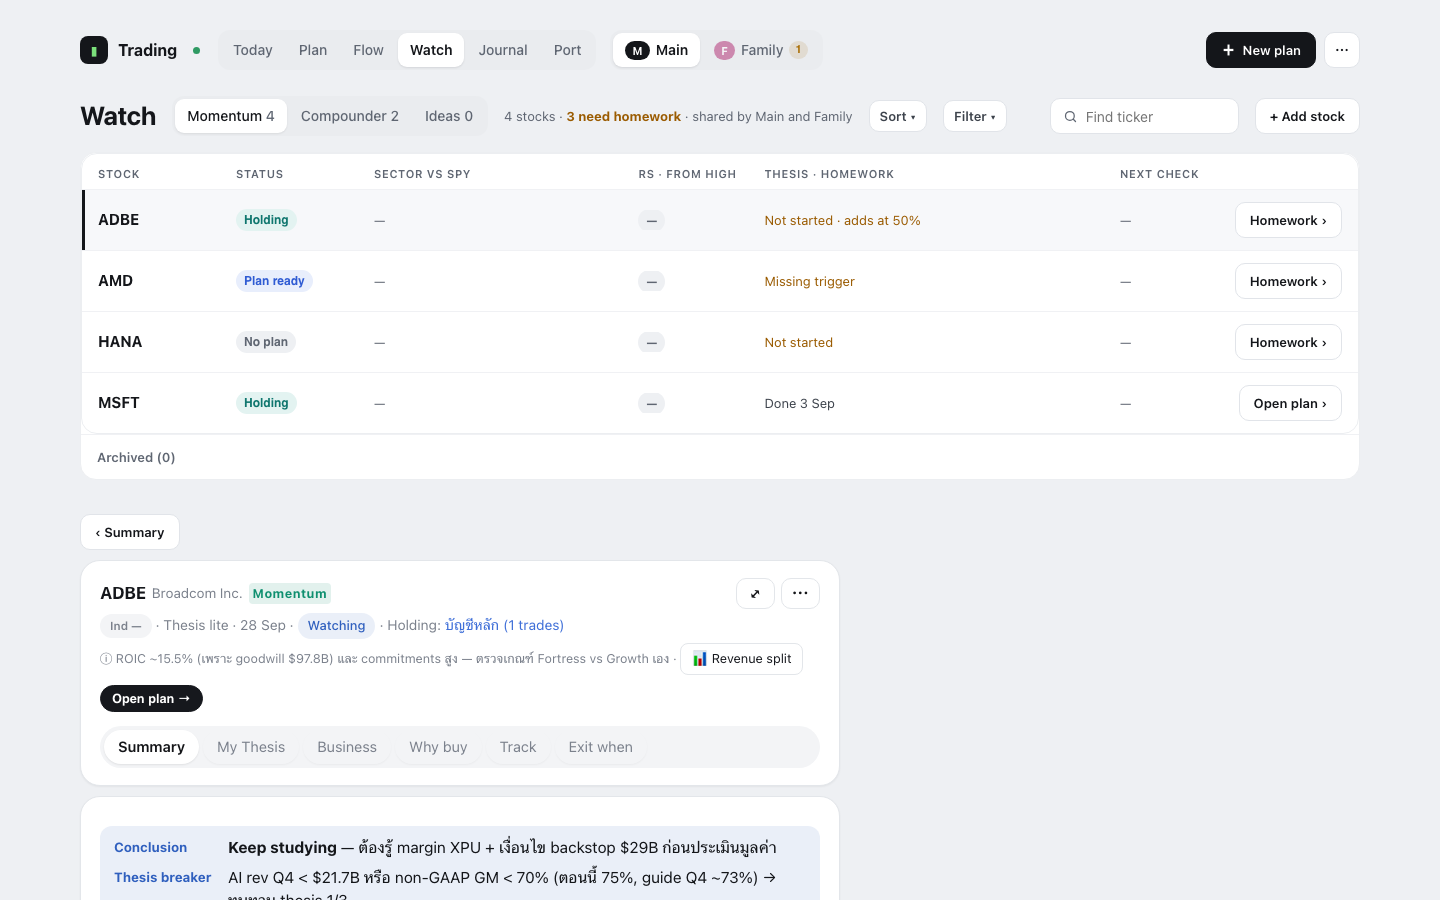 Trading Today Plan Flow Watch Journal Port M Main F Family 1 + New plan ...
Watch Momentum 4 Compounder 2 Ideas 0 4 stocks · 3 need homework · shared by Main and Family Sort ▾ Filter ▾ Find ticker + Add stock
STOCK STATUS SECTOR VS SPY RS · FROM HIGH THESIS · HOMEWORK NEXT CHECK
ADBE Holding — — Not started · adds at 50% — Homework ›
AMD Plan ready — — Missing trigger — Homework ›
HANA No plan — — Not started — Homework ›
MSFT Holding — — Done 3 Sep — Open plan ›
Archived (0)
‹ Summary
ADBE Broadcom Inc. Momentum ⤢ ...
Ind — · Thesis lite · 28 Sep · Watching · Holding: บัญชีหลัก (1 trades)
ⓘ ROIC ~15.5% (เพราะ goodwill $97.8B) และ commitments สูง — ตรวจเกณฑ์ Fortress vs Growth เอง · 📊 Revenue split
Open plan →
Summary My Thesis Business Why buy Track Exit when
Conclusion Keep studying — ต้องรู้ margin XPU + เงื่อนไข backstop $29B ก่อนประเมินมูลค่า
Thesis breaker AI rev Q4 < $21.7B หรือ non-GAAP GM < 70% (ตอนนี้ 75%, guide Q4 ~73%) →
ทบทวน thesis 1/3